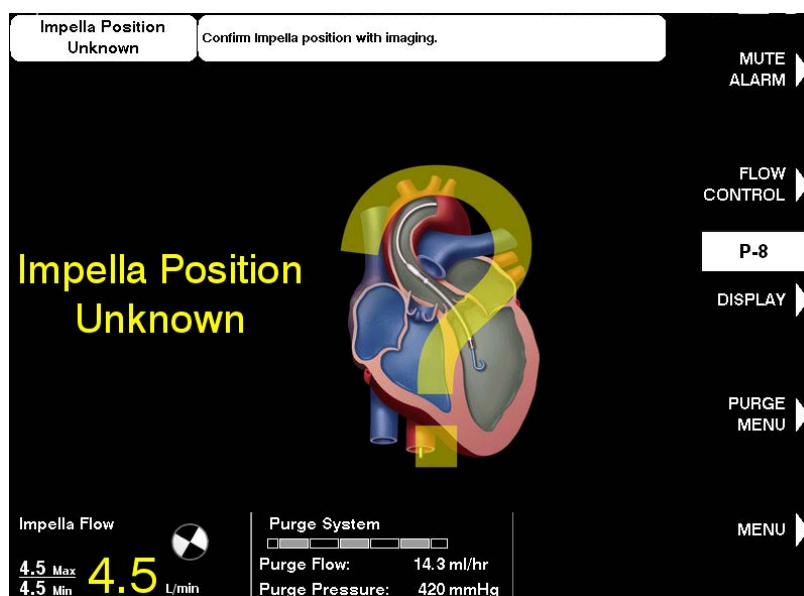 Impella Position
Unknown
Confirm Impella position with imaging.
MUTE
ALARM
FLOW
CONTROL
P-8
DISPLAY
PURGE
MENU
MENU
Impella Position
Unknown
?
Impella Flow
4.5 Max
4.5 Min
4.5 L/min
Purge System
Purge Flow: 14.3 ml/hr
Purge Pressure: 420 mmHg